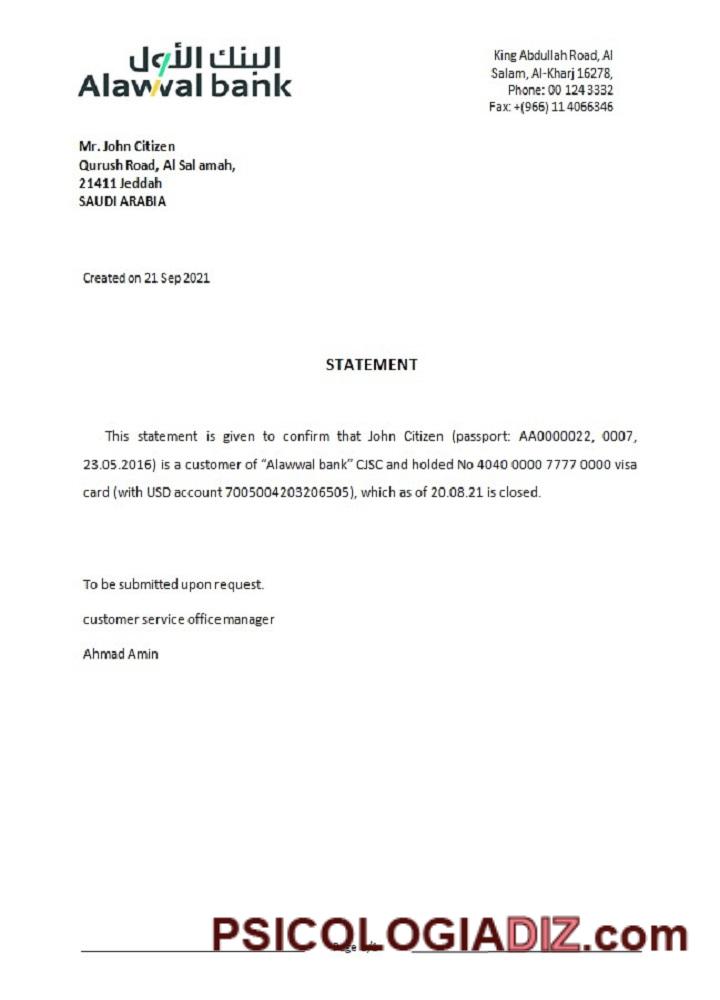 البنك الأول
Alawwal bank
King Abdullah Road, Al
Salam, Al-Kharj 16278,
Phone: 00 124 3332
Fax: +(966) 11 4066346
Mr. John Citizen
Qurush Road, Al Sal amah,
21411 Jeddah
SAUDI ARABIA
Created on 21 Sep 2021
STATEMENT
This statement is given to confirm that John Citizen (passport: AA0000022, 0007,
23.05.2016) is a customer of “Alawwal bank” CJSC and holded No 4040 0000 7777 0000 visa
card (with USD account 7005004203206505), which as of 20.08.21 is closed.
To be submitted upon request.
customer service office manager
Ahmad Amin
PSICOLOGIADIZ.com
Page